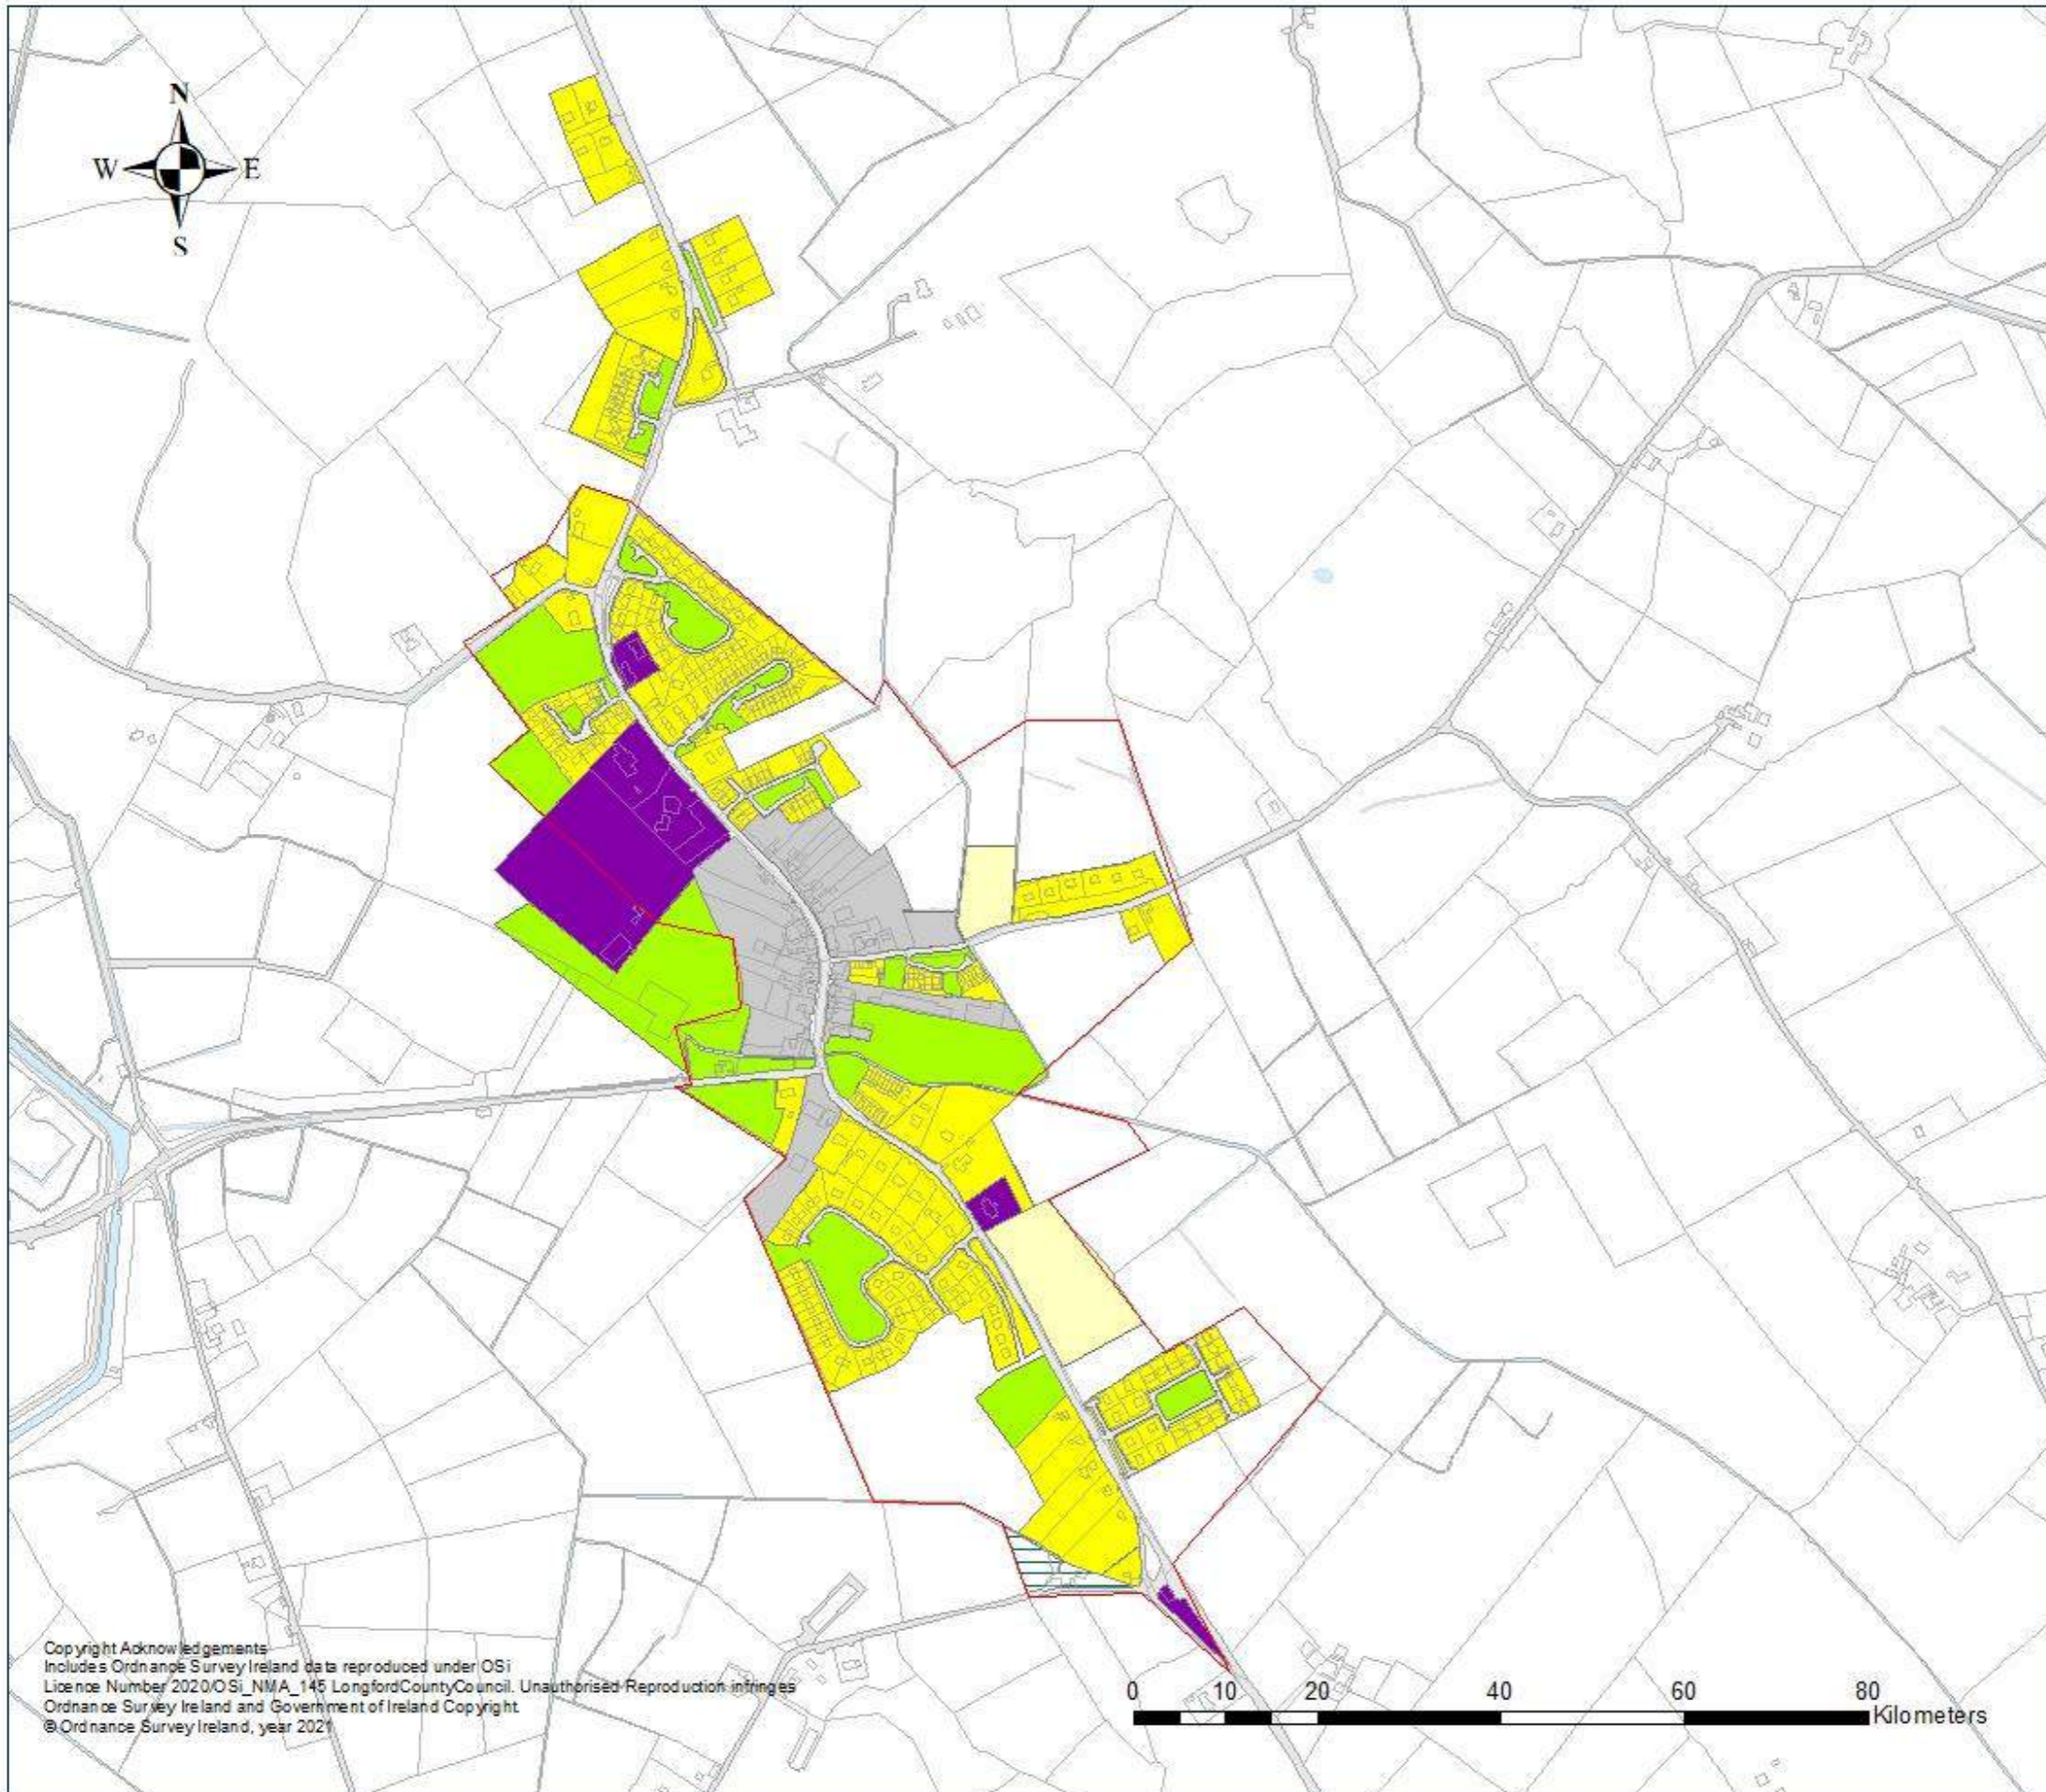 N
W E
S
Copyright Acknowledgements
Includes Ordnance Survey Ireland data reproduced under OSi
Licence Number 2020/OSi_NMA_145 LongfordCountyCouncil. Unauthorised Reproduction infringes
Ordnance Survey Ireland and Government of Ireland Copyright.
© Ordnance Survey Ireland, year 2021
0 10 20 40 60 80
Kilometers